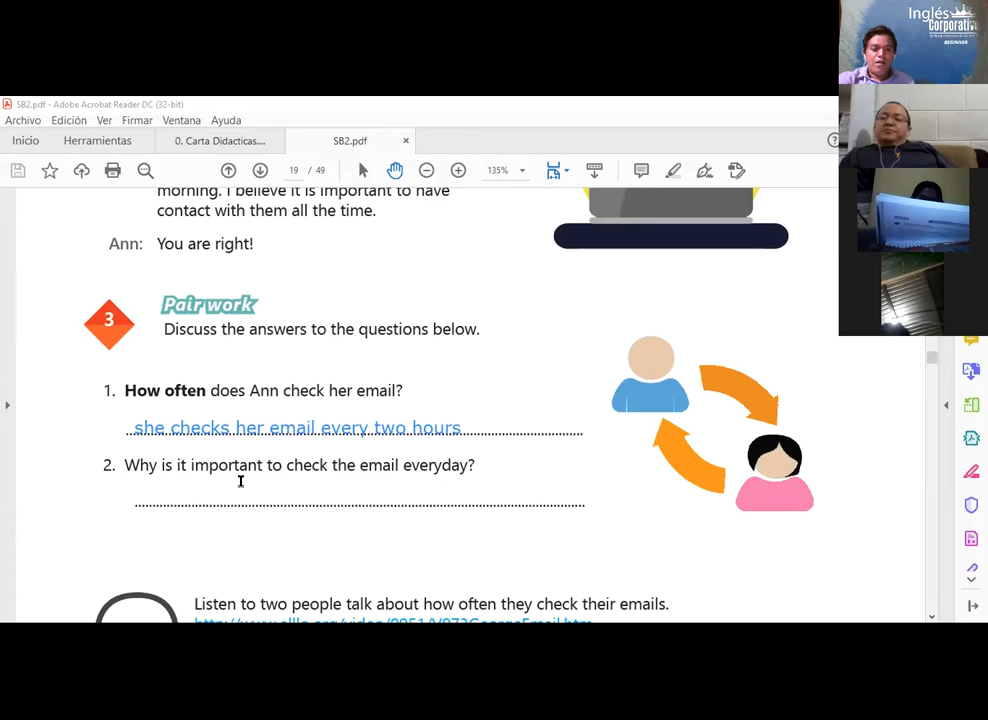 Inglés
Corporativ
BEGINNER
SB2.pdf - Adobe Acrobat Reader DC (32-bit)
Archivo Edición Ver Firmar Ventana Ayuda
Inicio Herramientas 0. Carta Didacticas.... SB2.pdf ×
19 / 49 135%
morning. I believe it is important to have
contact with them all the time.
Ann: You are right!
3 Pair work
Discuss the answers to the questions below.
1. How often does Ann check her email?
she checks her email every two hours
2. Why is it important to check the email everyday?
Listen to two people talk about how often they check their emails.